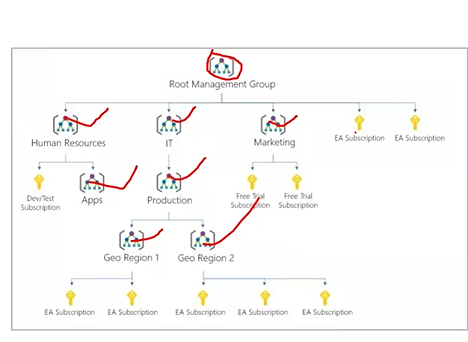 Root Management Group
Human Resources
IT
Marketing
EA Subscription
EA Subscription
Dev/Test
Subscription
Apps
Production
Free Trial
Subscription
Free Trial
Subscription
Geo Region 1
Geo Region 2
EA Subscription
EA Subscription
EA Subscription
EA Subscription
EA Subscription